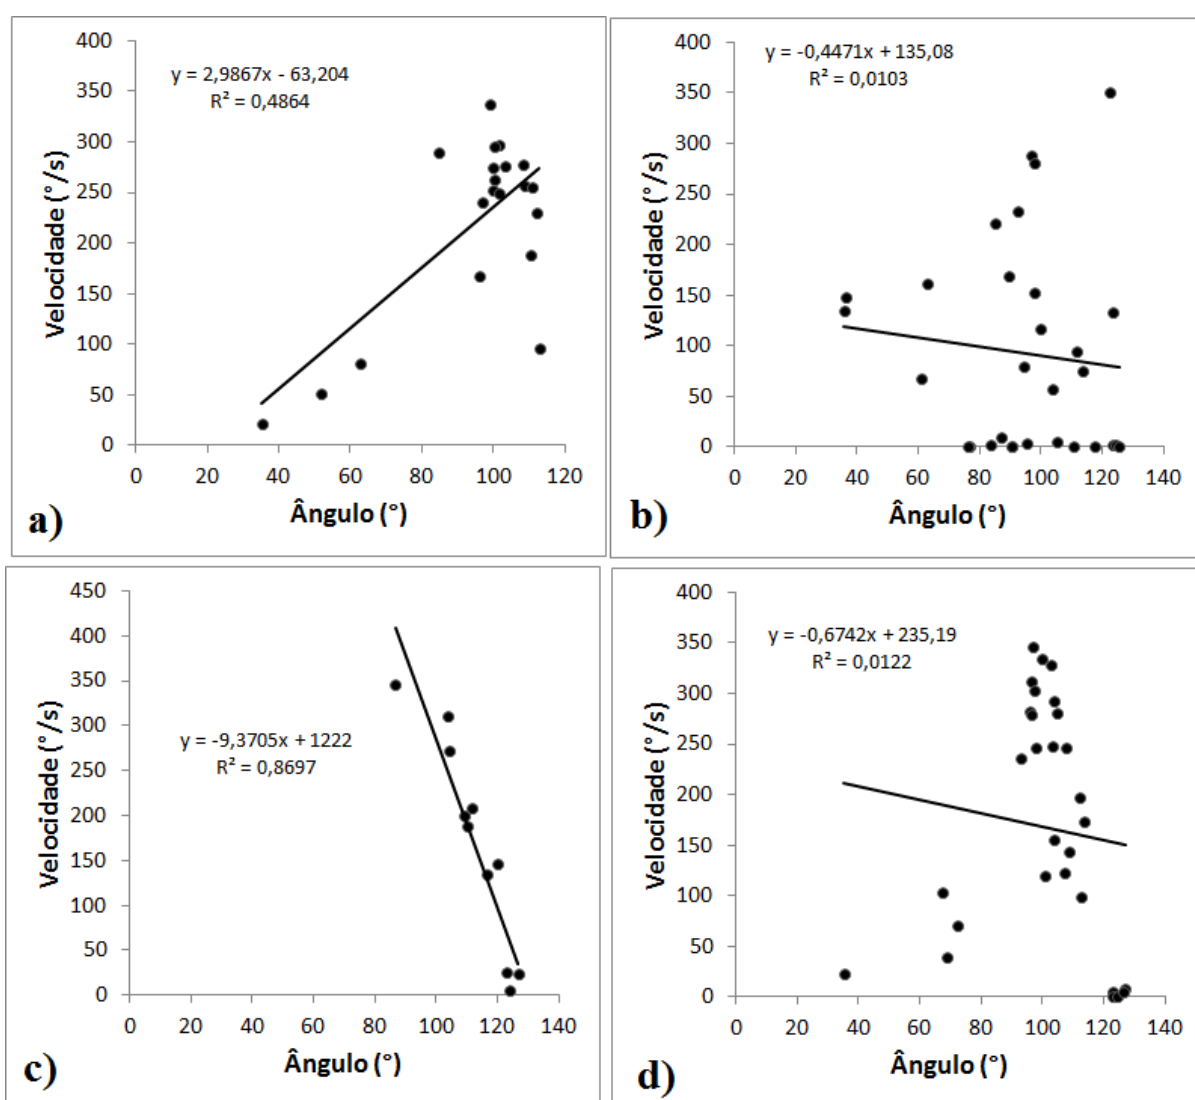 400
350
300
250
200
150
100
50
0
Velocidade (°/s)
y = 2,9867x - 63,204
R² = 0,4864
0 20 40 60 80 100 120
Ângulo (°)
a)
400
350
300
250
200
150
100
50
0
Velocidade (°/s)
y = -0,4471x + 135,08
R² = 0,0103
0 20 40 60 80 100 120 140
Ângulo (°)
b)
450
400
350
300
250
200
150
100
50
0
Velocidade (°/s)
y = -9,3705x + 1222
R² = 0,8697
0 20 40 60 80 100 120 140
Ângulo (°)
c)
400
350
300
250
200
150
100
50
0
Velocidade (°/s)
y = -0,6742x + 235,19
R² = 0,0122
0 20 40 60 80 100 120 140
Ângulo (°)
d)